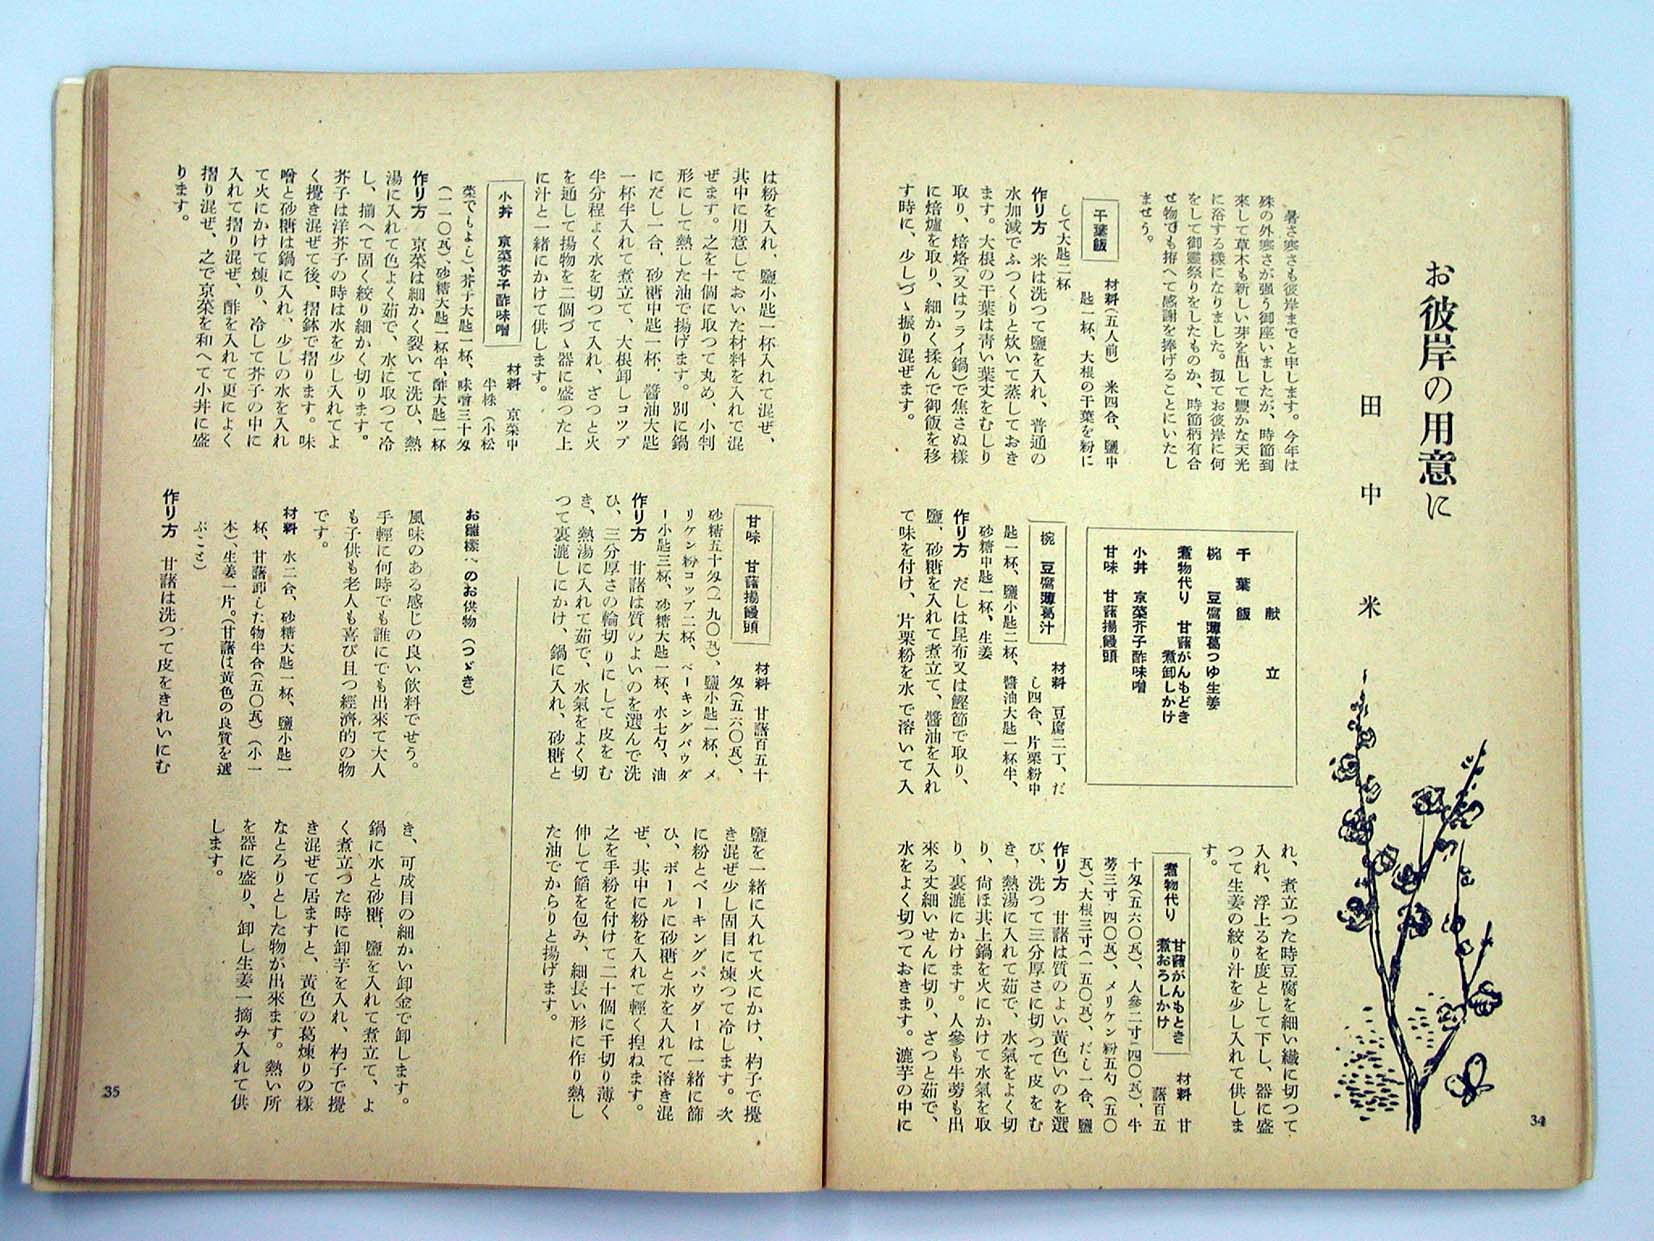 お彼岸の用意に
田中米
暑さ寒さも彼岸までと申します。今年は
殊の外寒さが强う御座いましたが、時節到
來して草木も新しい芽を出して豐かな天光
に浴する樣になりました。扨てお彼岸に何
をして御靈祭りをしたものか、時節柄有合
せ物でも拵へて感謝を捧げることにいたし
ませう。
献立
干葉飯
椀 豆腐薄葛つゆ生姜
煮物代り 甘藷がんもどき
煮卸しかけ
小丼 京菜芥子酢味噌
甘味 甘藷揚饅頭
干葉飯
材料(五人前) 米四合、鹽中
匙一杯、大根の干葉を粉に
して大匙二杯
作り方 米は洗つて鹽を入れ、普通の
水加減でふつくりと炊いて蒸しておき
ます。大根の干葉は靑い葉丈をむしり
取り、焙烙(又はフライ鍋)で焦さぬ樣
に焙爐を取り、細かく揉んで御飯を移
す時に、少しづゝ振り混ぜます。
椀 豆腐薄葛汁
材料 豆腐二丁、だ
し四合、片栗粉中
匙一杯、鹽小匙二杯、醬油大匙一杯半、
砂糖中匙一杯、生姜
作り方 だしは昆布又は鰹節で取り、
鹽、砂糖を入れて煮立て、醬油を入れ
て味を付け、片栗粉を水で溶いて入
れ、煮立つた時豆腐を細い繊に切つて
入れ、浮上るを度として下し、器に盛
つて生姜の絞り汁を少し入れて供しま
す。
煮物代り 甘藷がんもとき
煮おろしかけ
材料 甘
藷百五
十匁(五六〇瓦)、人參二寸(四〇瓦)、牛
蒡三寸(四〇瓦)、メリケン粉五勺(五〇
瓦)、大根三寸(一五〇瓦)、だし一合、鹽
作り方 甘諸は質のよい黃色いのを選
び、洗つて三分厚さに切つて皮をむ
き、熱湯に入れて茹で、水氣をよく切
り、尙ほ其上鍋を火にかけて水氣を取
り、裏漉にかけます。人參も牛蒡も出
來る丈細いせんに切り、ざつと茹で、
水をよく切つておきます。漉芋の中に
34
は粉を入れ、鹽小匙一杯入れて混ぜ、
其中に用意しておいた材料を入れて混
ぜます。之を十個に取つて丸め、小判
形にして熱した油で揚げます。別に鍋
にだし一合、砂糖中匙一杯、醬油大匙
一杯半入れて煮立て、大根卸しコツプ
半分程よく水を切つて入れ、ざつと火
を通して揚物を二個づゝ器に盛つた上
に汁と一緒にかけて供します。
小丼 京菜芥子酢味噌
材料 京菜中
半株(小松
菜でもよし)、芥子大匙一杯、味噌三十匁
(一一〇瓦)、砂糖大匙一杯半、酢大匙一杯
作り方 京菜は細かく裂いて洗ひ、熱
湯に入れて色よく茹で、水に取つて冷
し、揃へて固く絞り細かく切ります。
芥子は洋芥子の時は水を少し入れてよ
く攪き混ぜて後、摺鉢で摺ります。味
噌と砂糖は鍋に入れ、少しの水を入れ
て火にかけて煉り、冷して芥子の中に
入れて摺り混ぜ、酢を入れて更によく
摺り混ぜ、之で京菜を和へて小丼に盛
ります。
甘味 甘藷揚饅頭
材料 甘藷百五十
匁(五六〇瓦)、
砂糖五十匁(一九〇瓦)、鹽小匙一杯、メ
リケン粉コツプ二杯、ベーキングパウダ
ー小匙三杯、砂糖大匙一杯、水七勺、油
作り方 甘諸は質のよいのを選んで洗
ひ、三分厚さの輪切りにして皮をむ
き、熱湯に入れて茹で、水氣をよく切
つて裏漉しにかけ、鍋に入れ、砂糖と
鹽を一緒に入れて火にかけ、杓子で攪
き混ぜ少し固目に煉つて冷します。次
に粉とベーキングパウダーは一緒に篩
ひ、ボールに砂糖と水を入れて溶き混
ぜ、其中に粉を入れて輕く捏ねます。
之を手粉を付けて二十個に千切り薄く
伸して餡を包み、細長い形に作り熱し
た油でからりと揚げます。
お雛樣へのお供物(つゞき)
風味のある感じの良い飮料でせう。
手輕に何時でも誰にでも出來て大人
も子供も老人も喜び且つ經濟的の物
です。
材料 水二合、砂糖大匙一杯、鹽小匙一
杯、甘藷卸した物半合(五〇瓦)(小一
本)、生姜一片。(甘藷は黃色の良質を選
ぶこと)
作り方 甘諸は洗つて皮をきれいにむ
き、可成目の細かい卸金で卸します。
鍋に水と砂糖、鹽を入れて煮立て、よ
く煮立つた時に卸芋を入れ、杓子で攪
き混ぜて居ますと、黃色の葛煉りの樣
なとろりとした物が出來ます。熱い所
を器に盛り、卸し生姜一摘み入れて供
します。
35